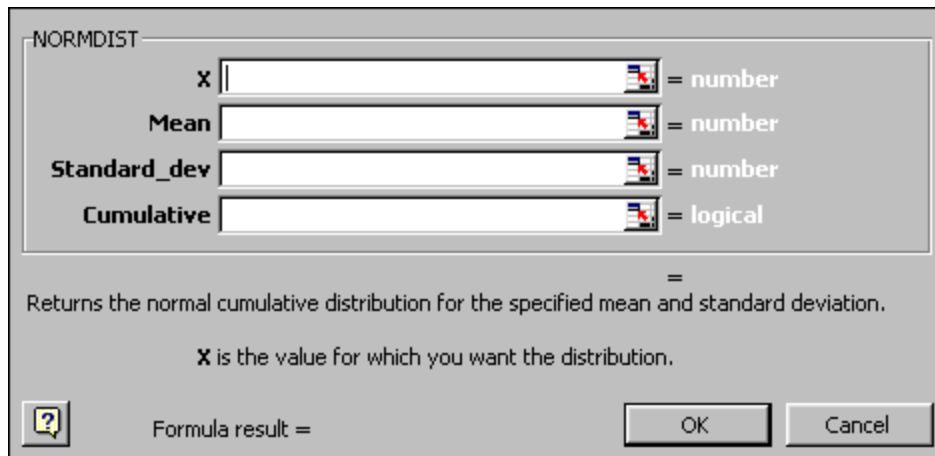 NORMDIST
X = number
Mean = number
Standard_dev = number
Cumulative = logical
=
Returns the normal cumulative distribution for the specified mean and standard deviation.
X is the value for which you want the distribution.
? Formula result = OK Cancel